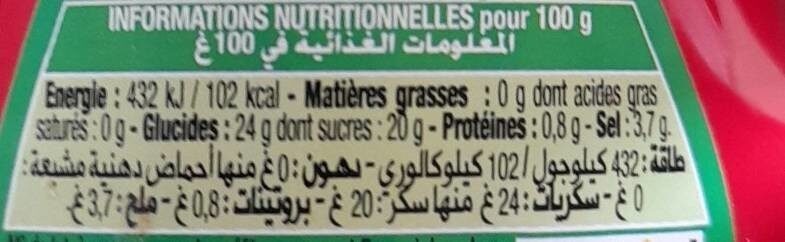 INFORMATIONS NUTRITIONNELLES pour 100 g
المعلومات الغذائية في 100 غ
Energie : 432 kJ / 102 kcal - Matières grasses : 0 g dont acides gras
saturés : 0 g - Glucides : 24 g dont sucres : 20 g - Protéines : 0,8 g - Sel : 3,7 g.
طاقة: 432 كيلوجول/ 102 كيلوكالوري - دهون: 0 غ منها أحماض دهنية مشبعة:
0 غ - سكريات: 24 غ منها سكر: 20 غ - بروتينات: 0,8 غ - ملح: 3,7 غ